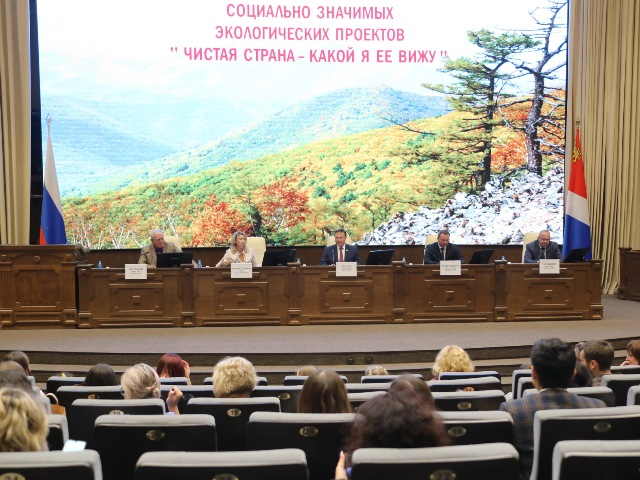 СОЦИАЛЬНО ЗНАЧИМЫХ
ЭКОЛОГИЧЕСКИХ ПРОЕКТОВ
" ЧИСТАЯ СТРАНА – КАКОЙ Я ЕЕ ВИЖУ "